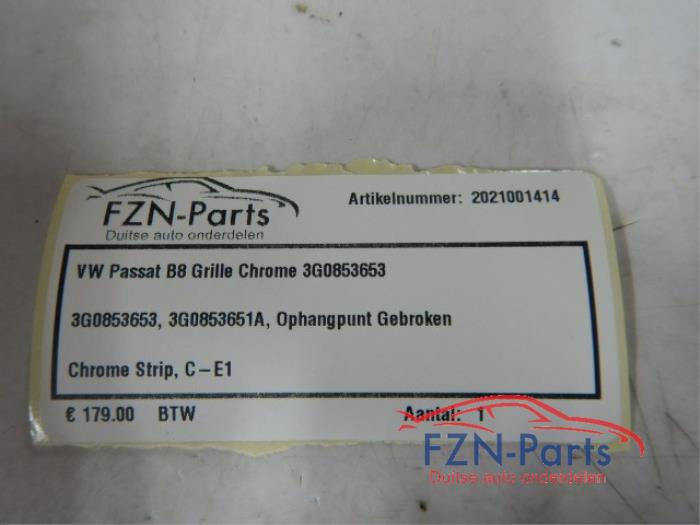 FZN-Parts
Duitse auto onderdelen
Artikelnummer: 2021001414
VW Passat B8 Grille Chrome 3G0853653
3G0853653, 3G0853651A, Ophangpunt Gebroken
Chrome Strip, C-E1
€ 179.00 BTW Aantal: 1
FZN-Parts
Duitse auto onderdelen